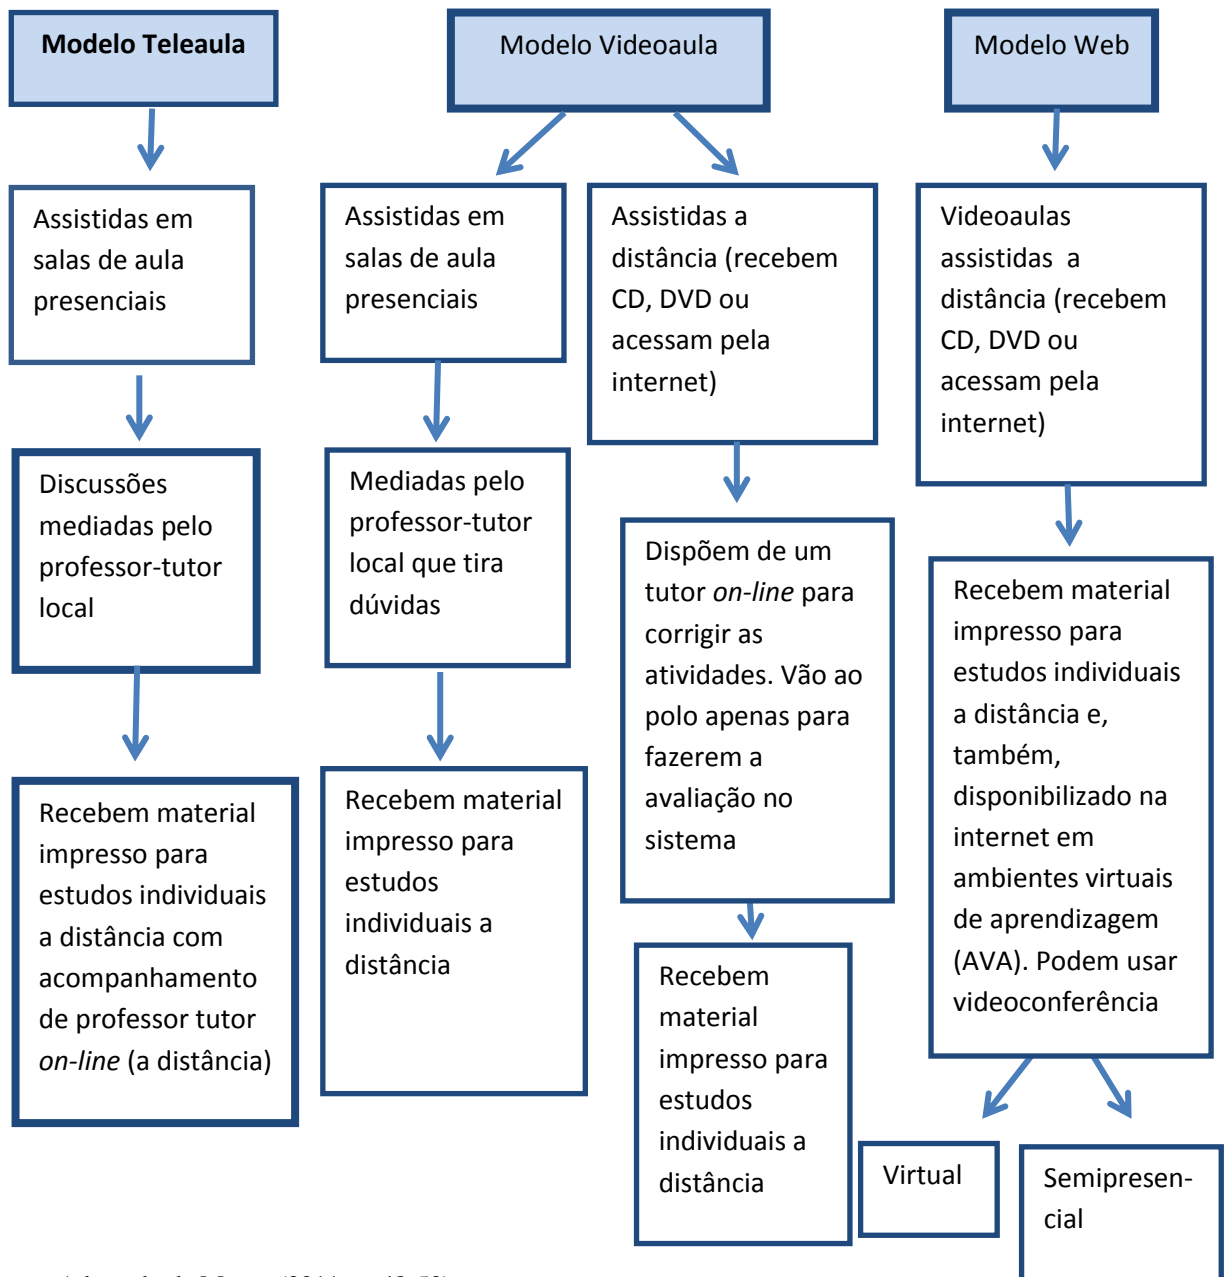 Modelo Teleaula
Assistidas em
salas de aula
presenciais
Discussões
mediadas pelo
professor-tutor
local
Recebem material
impresso para
estudos individuais
a distância com
acompanhamento
de professor tutor
on-line (a distância)
Modelo Videoaula
Assistidas em
salas de aula
presenciais
Mediadas pelo
professor-tutor
local que tira
dúvidas
Recebem material
impresso para
estudos
individuais a
distância
Assistidas a
distância (recebem
CD, DVD ou
acessam pela
internet)
Dispõem de um
tutor on-line para
corrigir as
atividades. Vão ao
polo apenas para
fazerem a
avaliação no
sistema
Recebem
material
impresso para
estudos
individuais a
distância
Modelo Web
Videoaulas
assistidas a
distância (recebem
CD, DVD ou
acessam pela
internet)
Recebem material
impresso para
estudos individuais
a distância e,
também,
disponibilizado na
internet em
ambientes virtuais
de aprendizagem
(AVA). Podem usar
videoconferência
Virtual
Semipresen-
cial